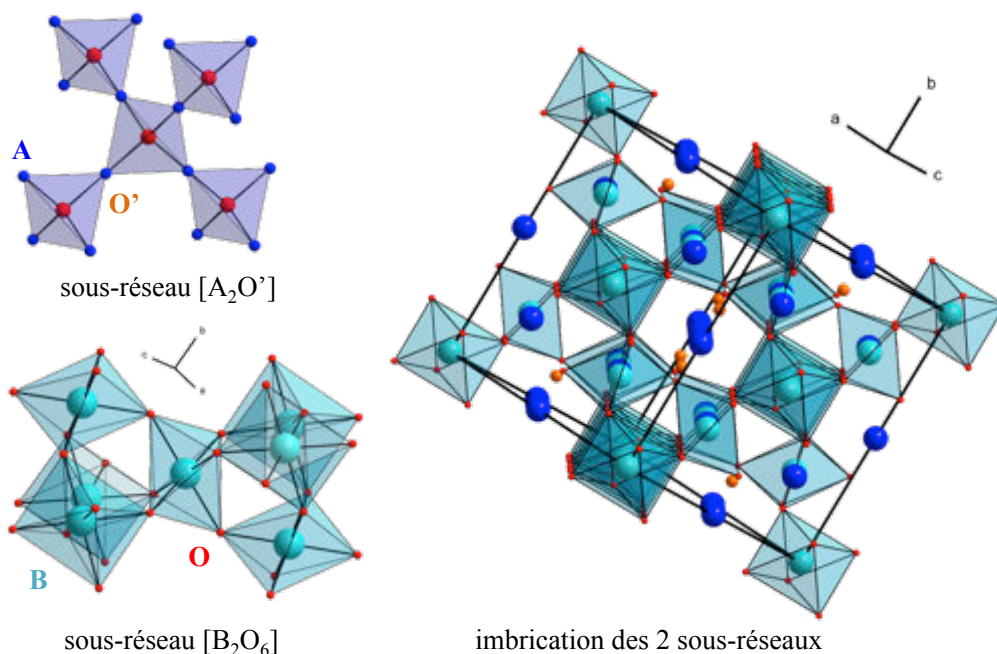 A
O'
sous-réseau [A₂O']
b
c
a
B
O
sous-réseau [B₂O₆]
b
a
c
imbrication des 2 sous-réseaux